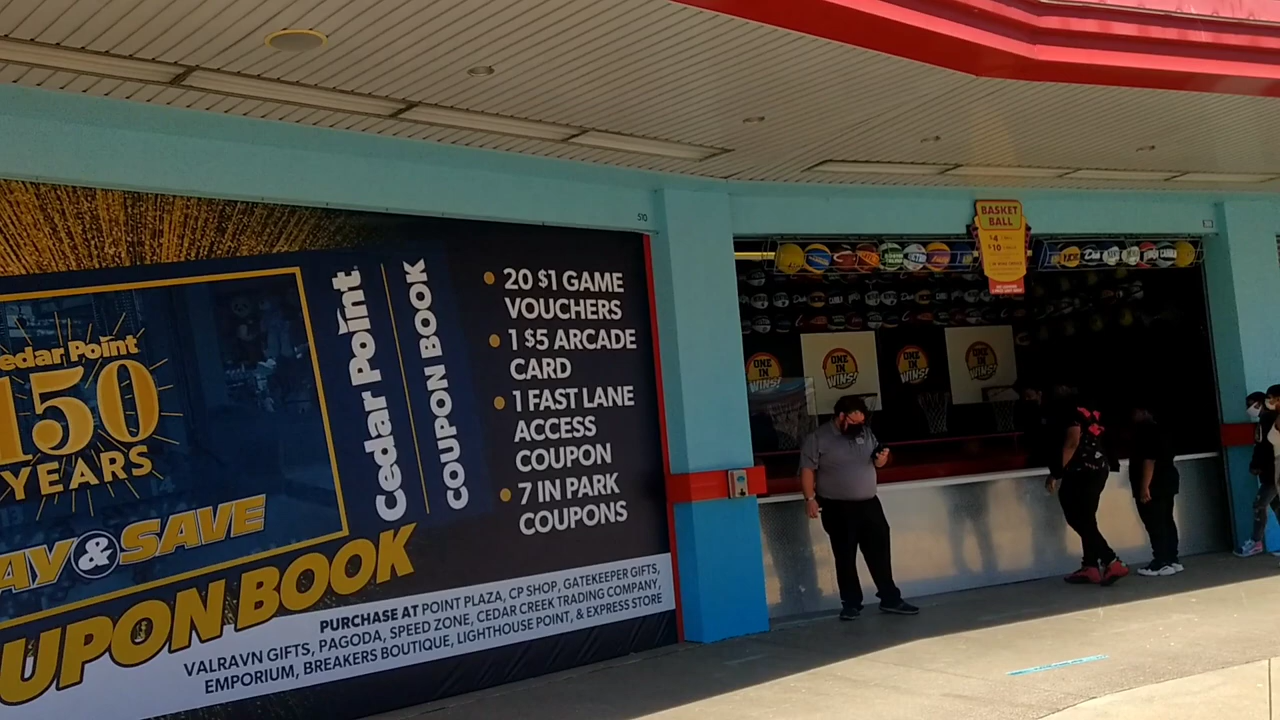 edar Point
150
YEARS
AY & SAVE
UPON BOOK
Cedar Point
COUPON BOOK
• 20 $1 GAME
VOUCHERS
• 1 $5 ARCADE
CARD
• 1 FAST LANE
ACCESS
COUPON
• 7 IN PARK
COUPONS
PURCHASE AT POINT PLAZA, CP SHOP, GATEKEEPER GIFTS,
VALRAVN GIFTS, PAGODA, SPEED ZONE, CEDAR CREEK TRADING COMPANY,
EMPORIUM, BREAKERS BOUTIQUE, LIGHTHOUSE POINT, & EXPRESS STORE
510
BASKET
BALL
$4
$10
ONE
IN
WINS!
ONE
IN
WINS!
ONE
IN
WINS!
ONE
IN
WINS!